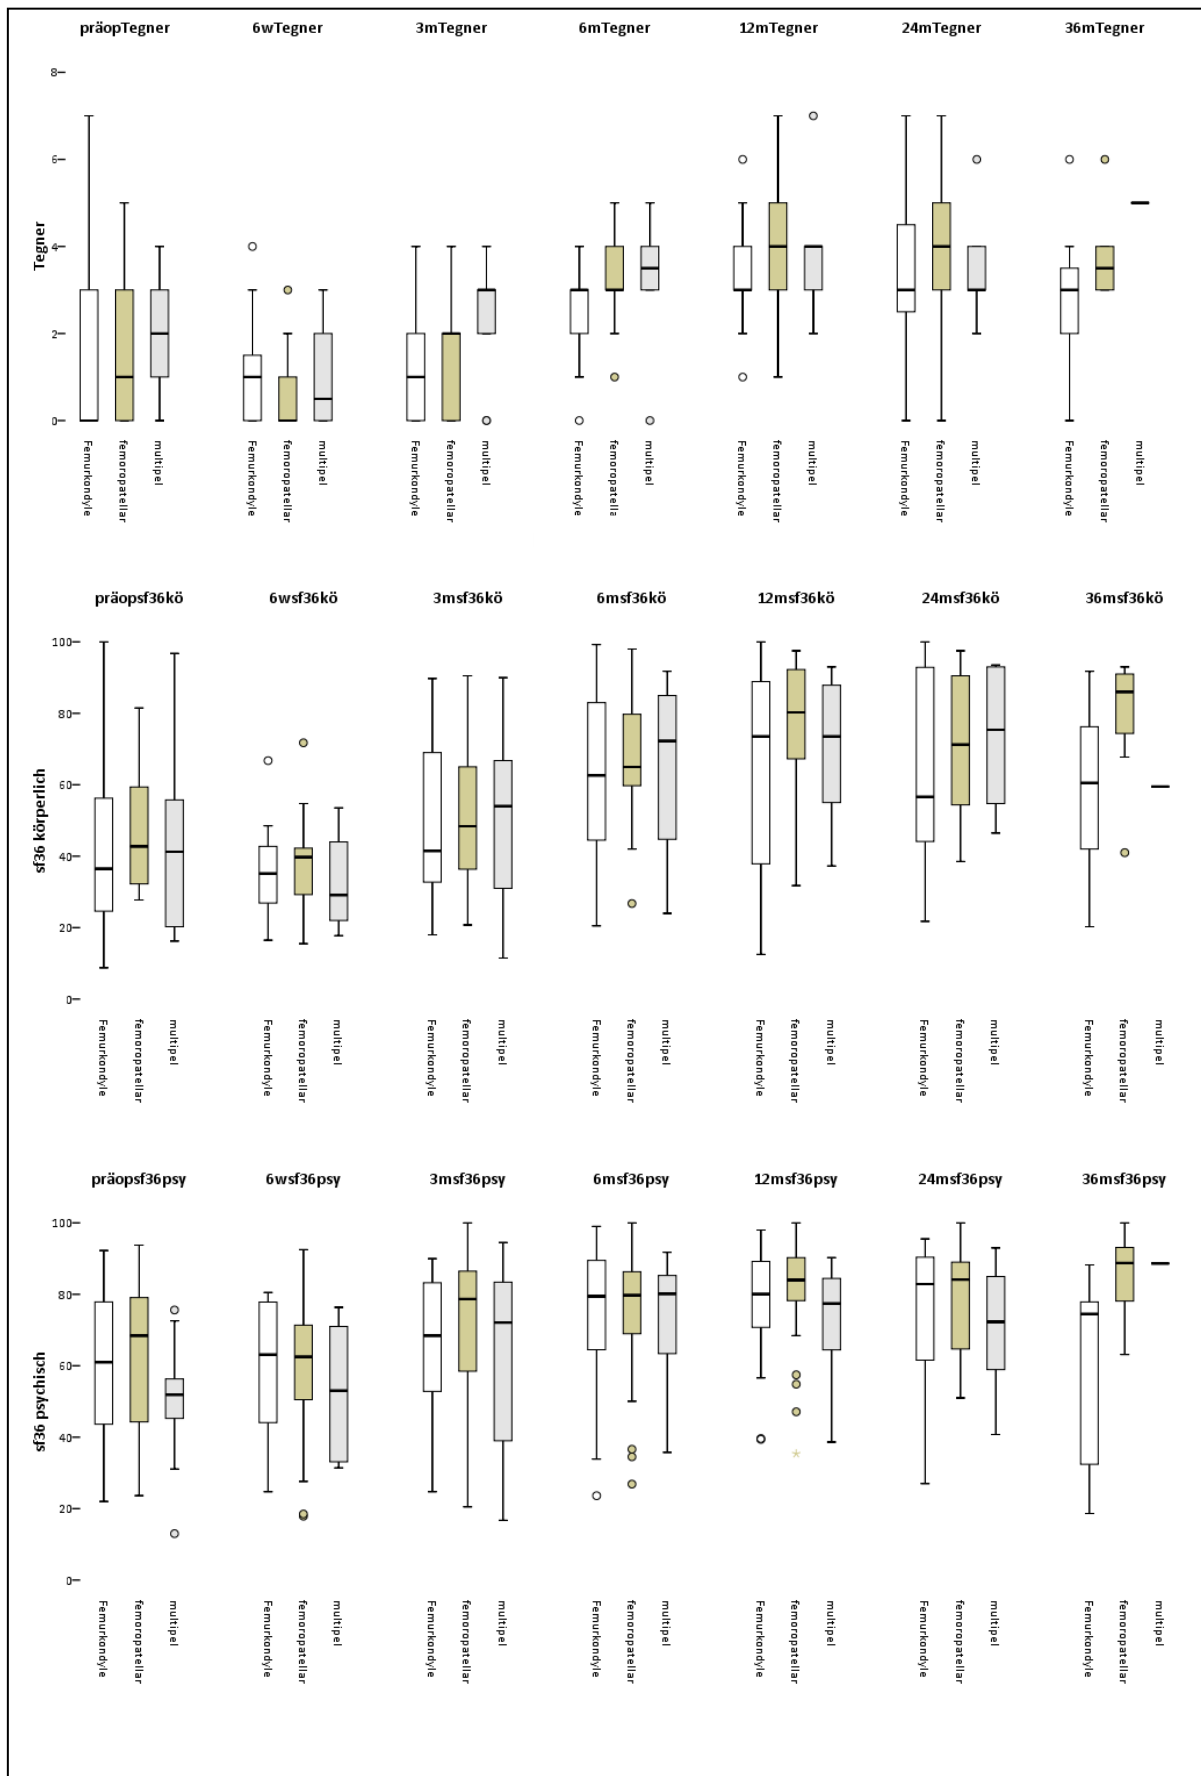 präopTegner 6wTegner 3mTegner 6mTegner 12mTegner 24mTegner 36mTegner
8
6
4
2
0
Tegner
Femurkondyle femoropatellar multipel Femurkondyle femoropatellar multipel Femurkondyle femoropatellar multipel Femurkondyle femoropatella multipel Femurkondyle femoropatellar multipel Femurkondyle femoropatellar multipel Femurkondyle femoropatellar multipel
präopsf36kö 6wsf36kö 3msf36kö 6msf36kö 12msf36kö 24msf36kö 36msf36kö
100
80
60
40
20
0
sf36 körperlich
Femurkondyle femoropatellar multipel Femurkondyle femoropatellar multipel Femurkondyle femoropatellar multipel Femurkondyle femoropatellar multipel Femurkondyle femoropatellar multipel Femurkondyle femoropatellar multipel Femurkondyle femoropatellar multipel
präopsf36psy 6wsf36psy 3msf36psy 6msf36psy 12msf36psy 24msf36psy 36msf36psy
100
80
60
40
20
0
sf36 psychisch
Femurkondyle femoropatellar multipel Femurkondyle femoropatellar multipel Femurkondyle femoropatellar multipel Femurkondyle femoropatellar multipel Femurkondyle femoropatellar multipel Femurkondyle femoropatellar multipel Femurkondyle femoropatellar multipel